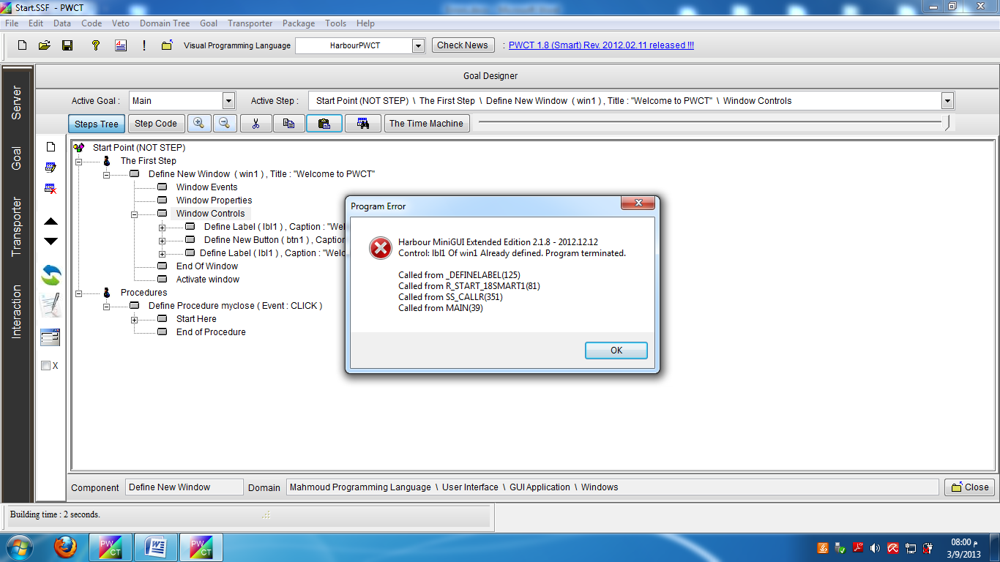 Start.SSF - PWCT
File Edit Data Code Veto Domain Tree Goal Transporter Package Tools Help
Visual Programming Language HarbourPWCT Check News : PWCT 1.8 (Smart) Rev. 2012.02.11 released !!!
Goal Designer
Active Goal : Main Active Step : Start Point (NOT STEP) \ The First Step \ Define New Window ( win1 ) , Title : "Welcome to PWCT" \ Window Controls
Steps Tree Step Code The Time Machine
Server
Goal
Transporter
Interaction
X
Start Point (NOT STEP)
The First Step
Define New Window ( win1 ) , Title : "Welcome to PWCT"
Window Events
Window Properties
Window Controls
Define Label ( lbl1 ) , Caption : "Wel
Define New Button ( btn1 ) , Caption
Define Label ( lbl1 ) , Caption : "Welc
End Of Window
Activate window
Procedures
Define Procedure myclose ( Event : CLICK )
Start Here
End of Procedure
Program Error
Harbour MiniGUI Extended Edition 2.1.8 - 2012.12.12
Control: lbl1 Of win1 Already defined. Program terminated.
Called from _DEFINELABEL(125)
Called from R_START_18SMART1(81)
Called from SS_CALLR(351)
Called from MAIN(39)
OK
Component Define New Window Domain Mahmoud Programming Language \ User Interface \ GUI Application \ Windows Close
Building time : 2 seconds.
PWCT
PWCT
08:00 م
3/9/2013